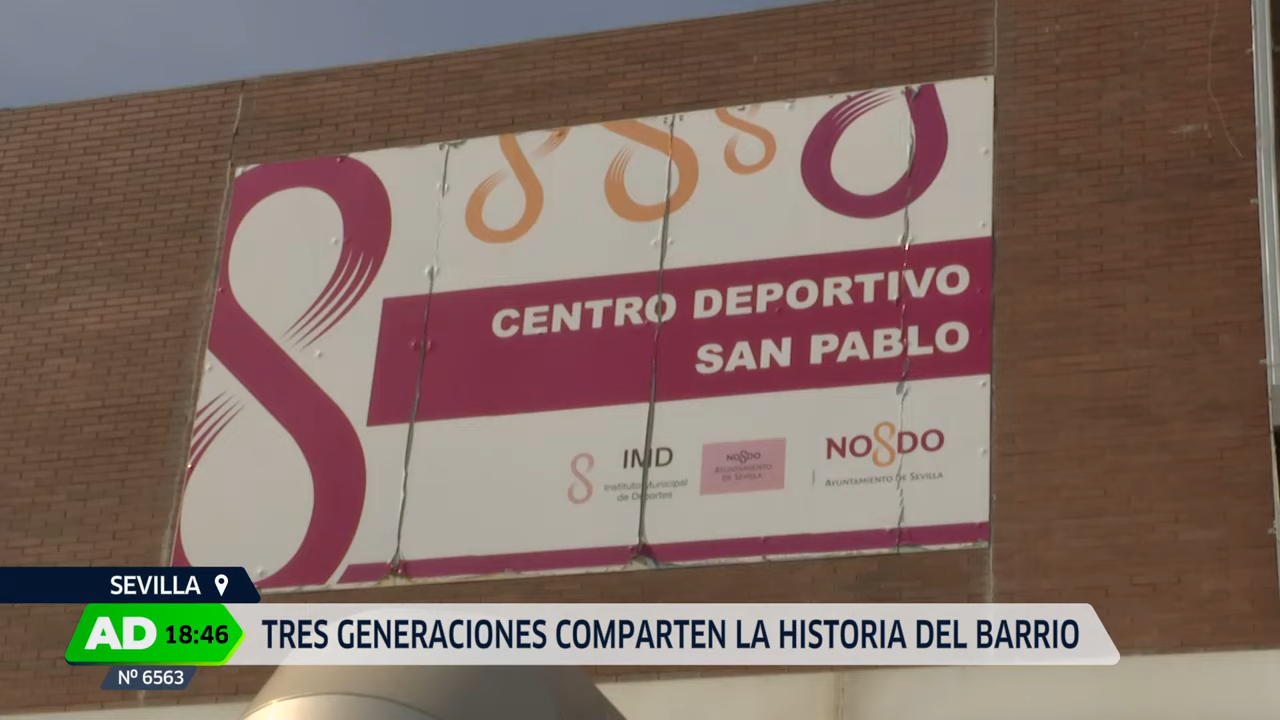 CENTRO DEPORTIVO
SAN PABLO
IMD
Instituto Municipal
de Deportes
NO8DO
AYUNTAMIENTO
DE SEVILLA
NO8DO
AYUNTAMIENTO DE SEVILLA
SEVILLA
AD 18:46 TRES GENERACIONES COMPARTEN LA HISTORIA DEL BARRIO
Nº 6563